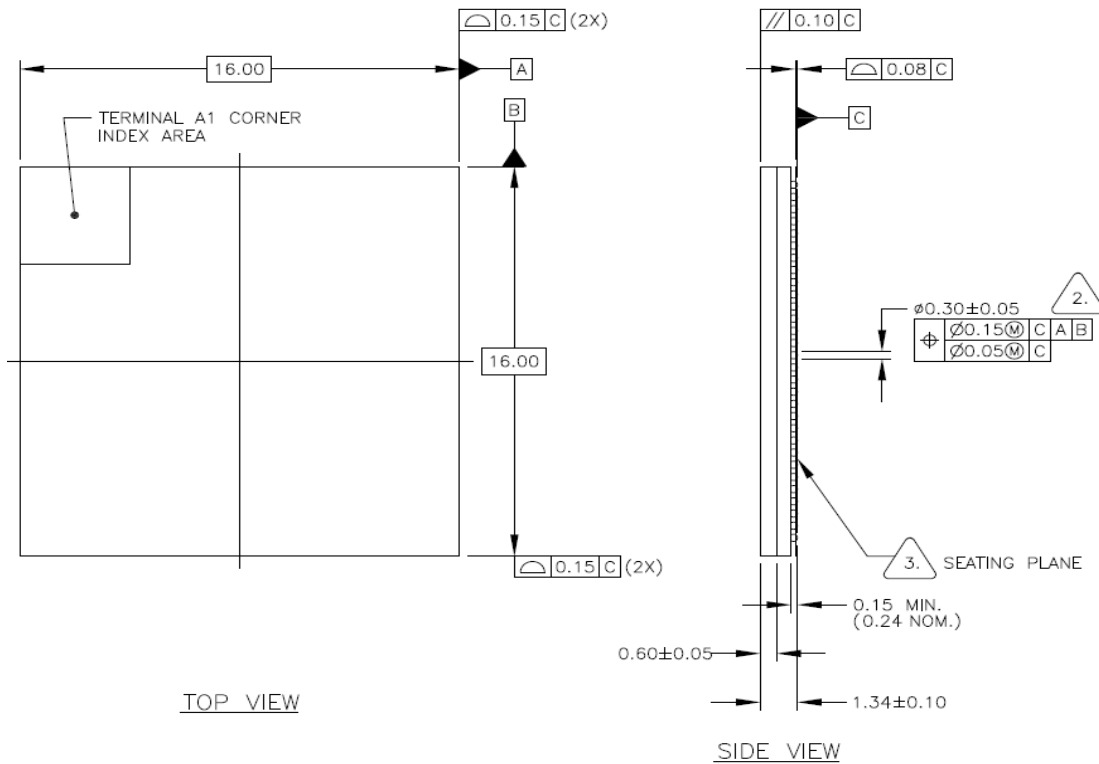 ⌓ 0.15 C (2X)
// 0.10 C
16.00
A
⌓ 0.08 C
B
C
TERMINAL A1 CORNER
INDEX AREA
ø0.30±0.05
2.
⌖ Ø0.15Ⓜ C A B
Ø0.05Ⓜ C
16.00
⌓ 0.15 C (2X)
3. SEATING PLANE
0.15 MIN.
(0.24 NOM.)
0.60±0.05
1.34±0.10
TOP VIEW
SIDE VIEW